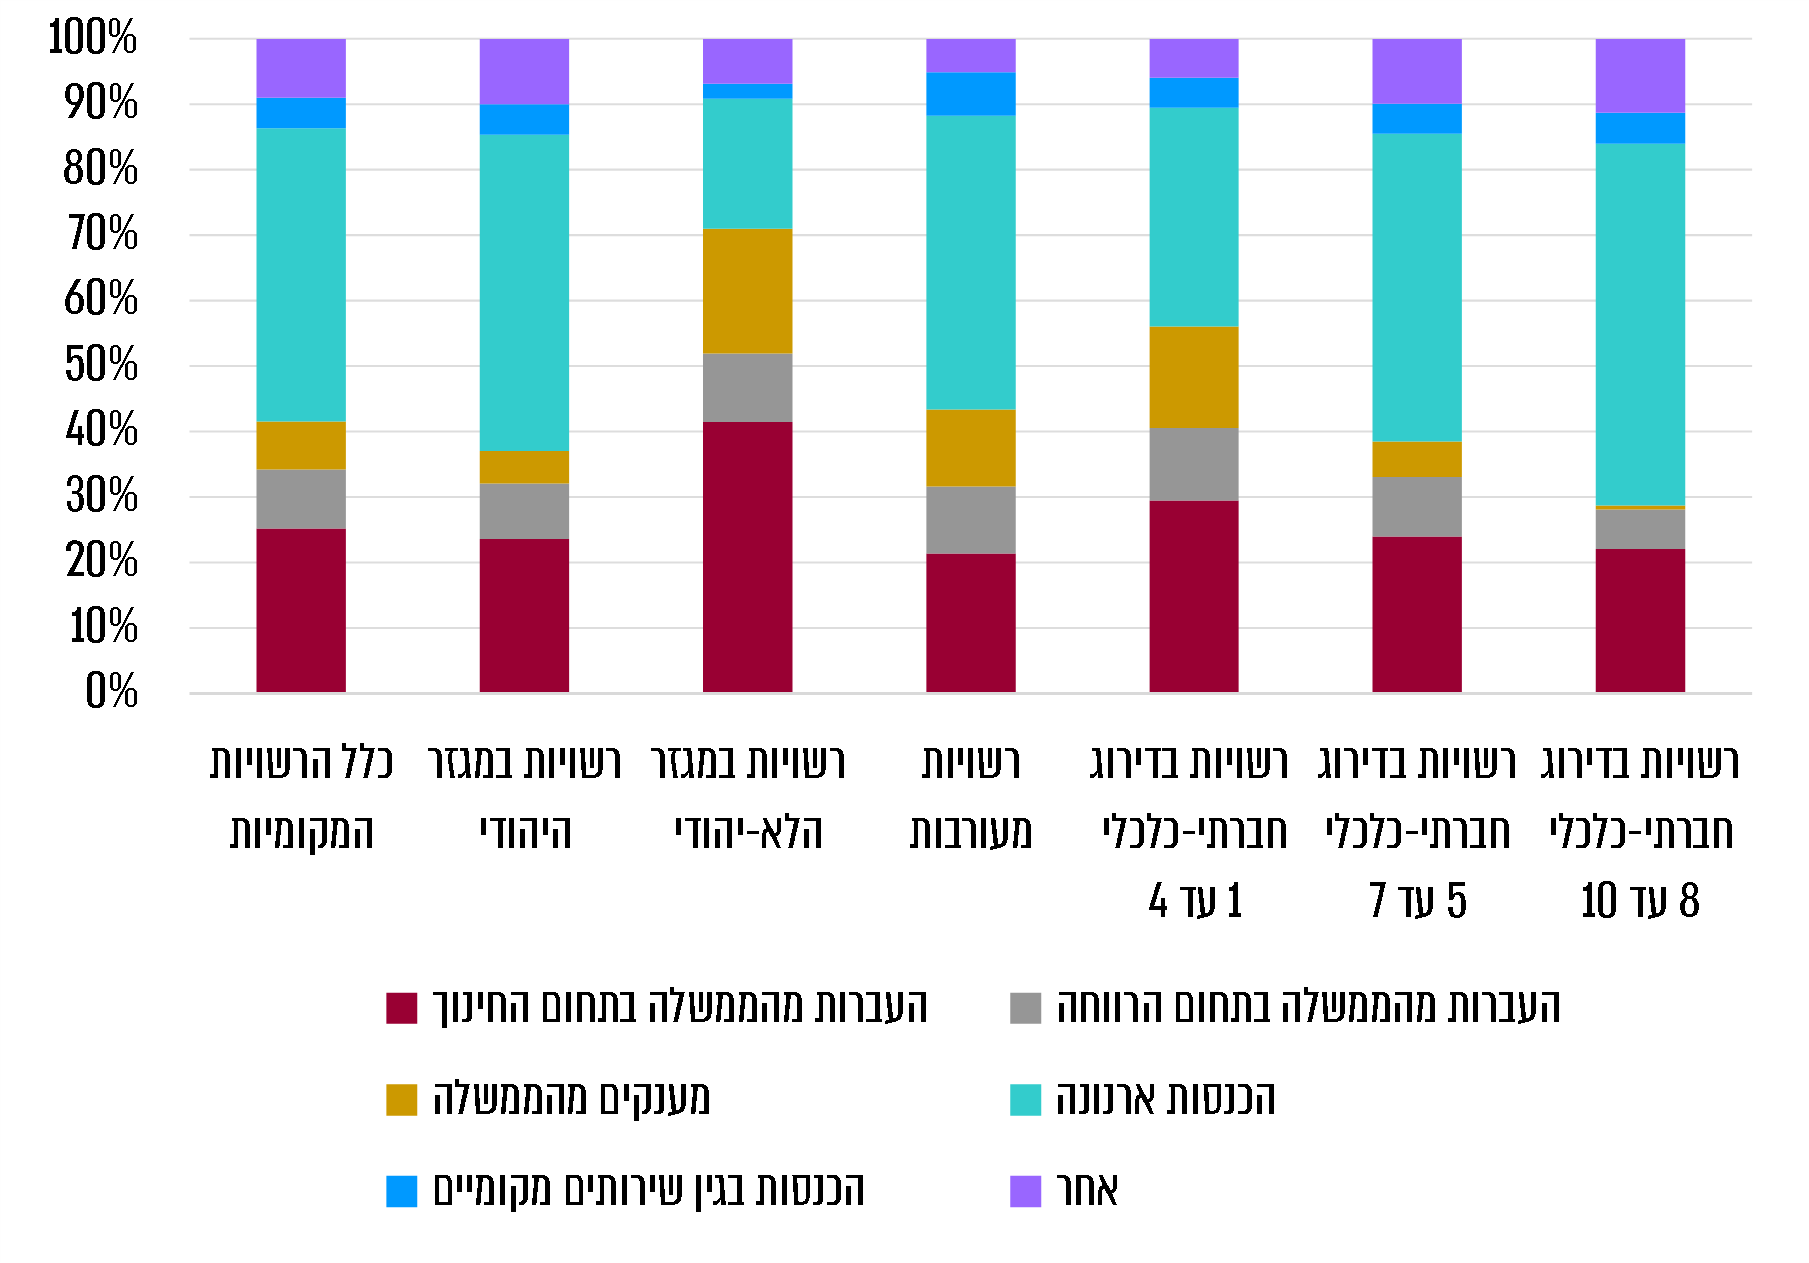 100%
90%
80%
70%
60%
50%
40%
30%
20%
10%
0%
כלל הרשויות
המקומיות
רשויות במגזר
היהודי
רשויות במגזר
הלא-יהודי
רשויות
מעורבות
רשויות בדירוג
חברתי-כלכלי
1 עד 4
רשויות בדירוג
חברתי-כלכלי
5 עד 7
רשויות בדירוג
חברתי-כלכלי
8 עד 10
העברות מהממשלה בתחום החינוך
העברות מהממשלה בתחום הרווחה
מענקים מהממשלה
הכנסות ארנונה
הכנסות בגין שירותים מקומיים
אחר